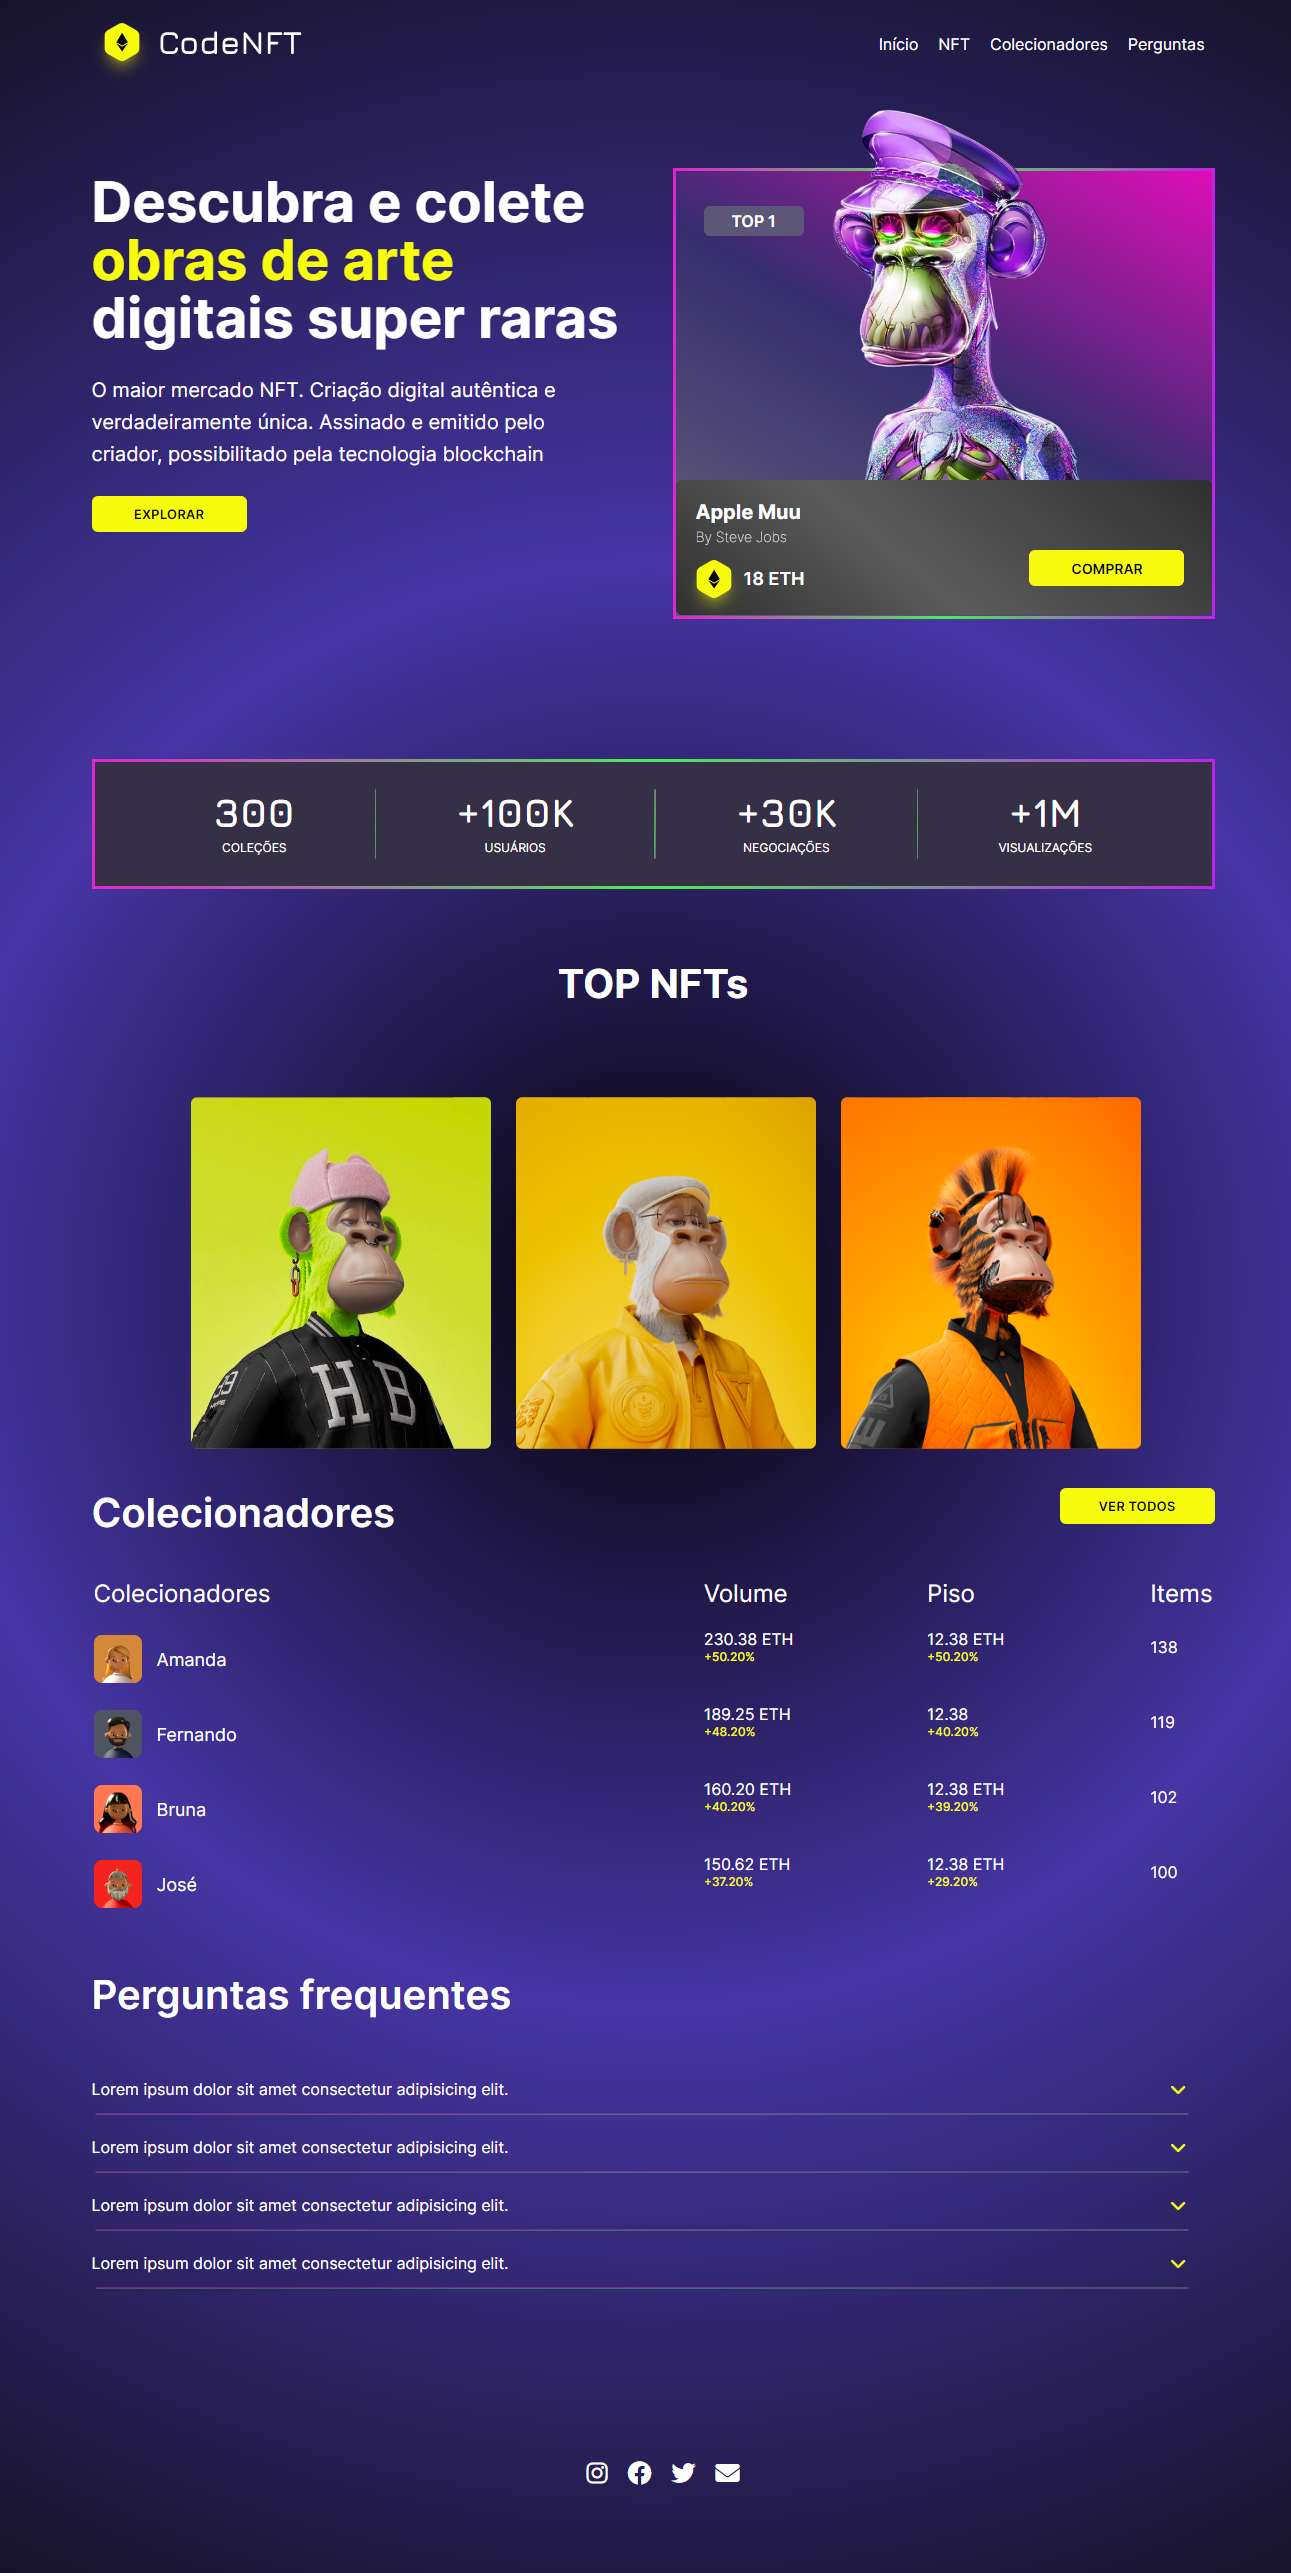 CodeNFT
Início NFT Colecionadores Perguntas
Descubra e colete
obras de arte
digitais super raras
O maior mercado NFT. Criação digital autêntica e
verdadeiramente única. Assinado e emitido pelo
criador, possibilitado pela tecnologia blockchain
EXPLORAR
TOP 1
Apple Muu
By Steve Jobs
18 ETH
COMPRAR
300
COLEÇÕES
+100K
USUÁRIOS
+30K
NEGOCIAÇÕES
+1M
VISUALIZAÇÕES
TOP NFTs
HB
Colecionadores
VER TODOS
Colecionadores Volume Piso Items
Amanda
230.38 ETH
+50.20%
12.38 ETH
+50.20%
138
Fernando
189.25 ETH
+48.20%
12.38
+40.20%
119
Bruna
160.20 ETH
+40.20%
12.38 ETH
+39.20%
102
José
150.62 ETH
+37.20%
12.38 ETH
+29.20%
100
Perguntas frequentes
Lorem ipsum dolor sit amet consectetur adipisicing elit.
Lorem ipsum dolor sit amet consectetur adipisicing elit.
Lorem ipsum dolor sit amet consectetur adipisicing elit.
Lorem ipsum dolor sit amet consectetur adipisicing elit.